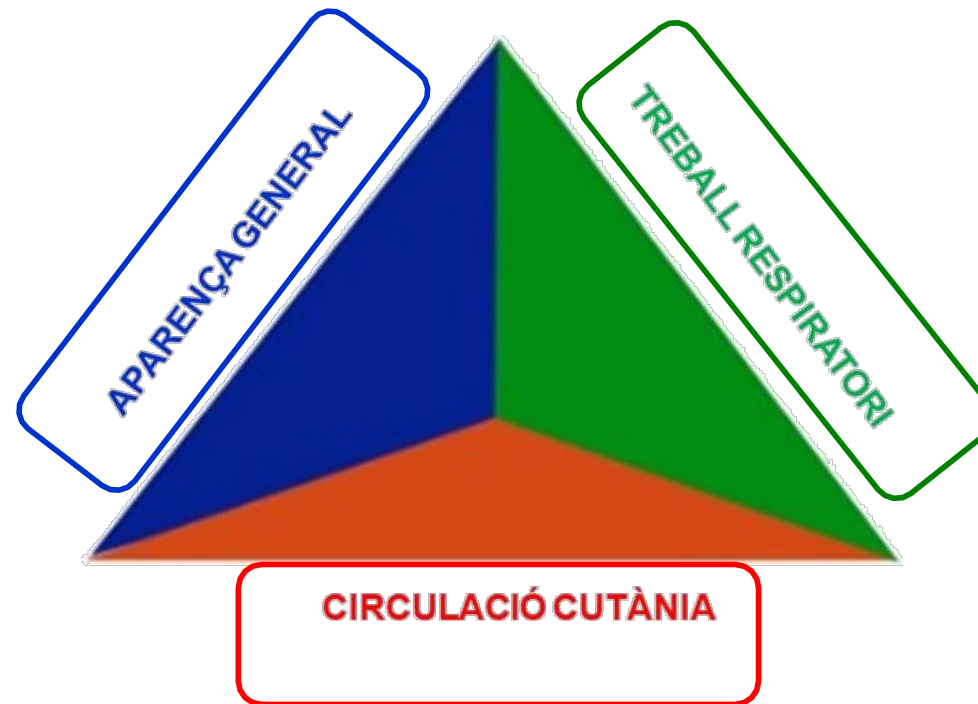 APARENÇA GENERAL
TREBALL RESPIRATORI
CIRCULACIÓ CUTÀNIA